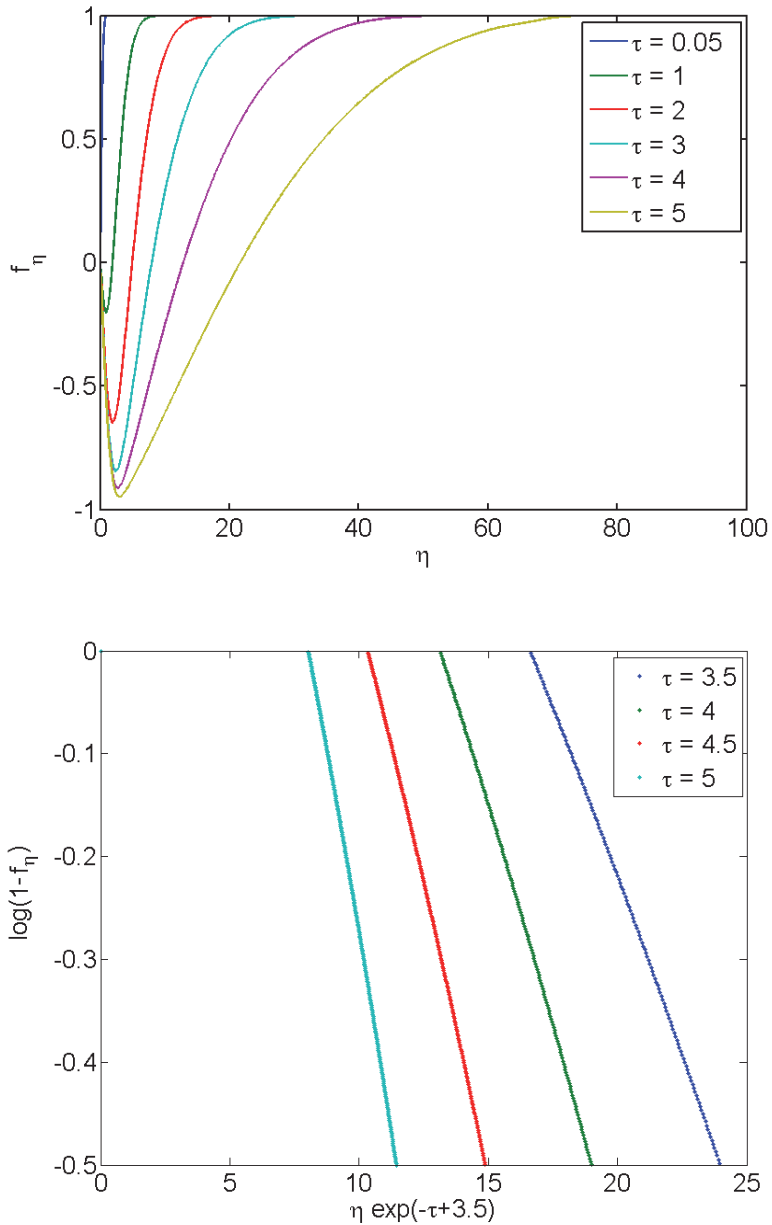 1
0.5
0
-0.5
-1
f_η
0 20 40 60 80 100
η
τ = 0.05
τ = 1
τ = 2
τ = 3
τ = 4
τ = 5
0
-0.1
-0.2
-0.3
-0.4
-0.5
log(1-f_η)
0 5 10 15 20 25
η exp(-τ+3.5)
τ = 3.5
τ = 4
τ = 4.5
τ = 5